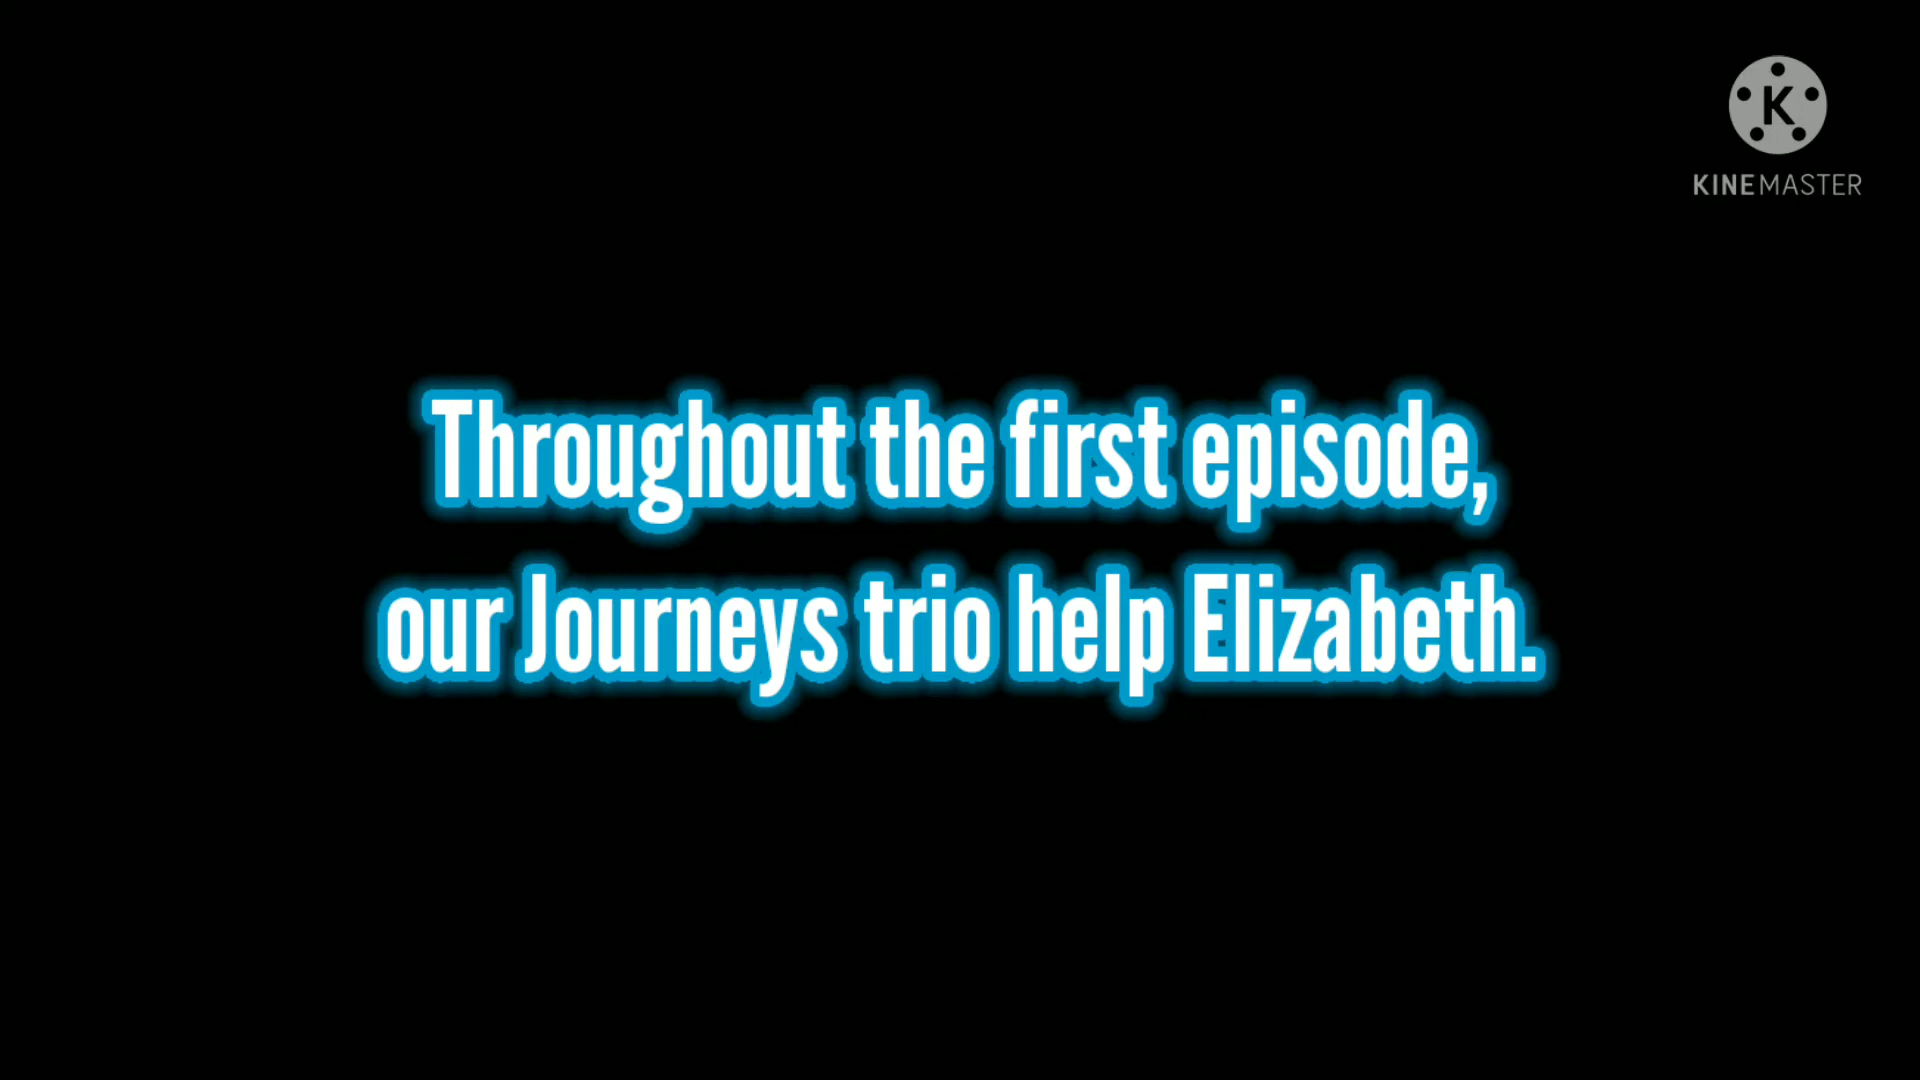 K
KINEMASTER
Throughout the first episode,
our Journeys trio help Elizabeth.